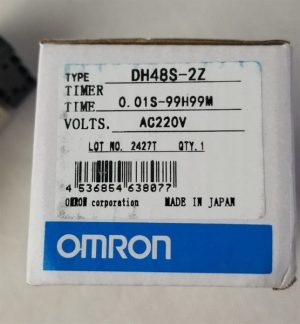 TYPE DH48S-2Z
TIMER
TIME 0.01S-99H99M
VOLTS. AC220V
LOT NO. 2427T QTY.1
4 536854 638077
OMRON corporation MADE IN JAPAN
OMRON